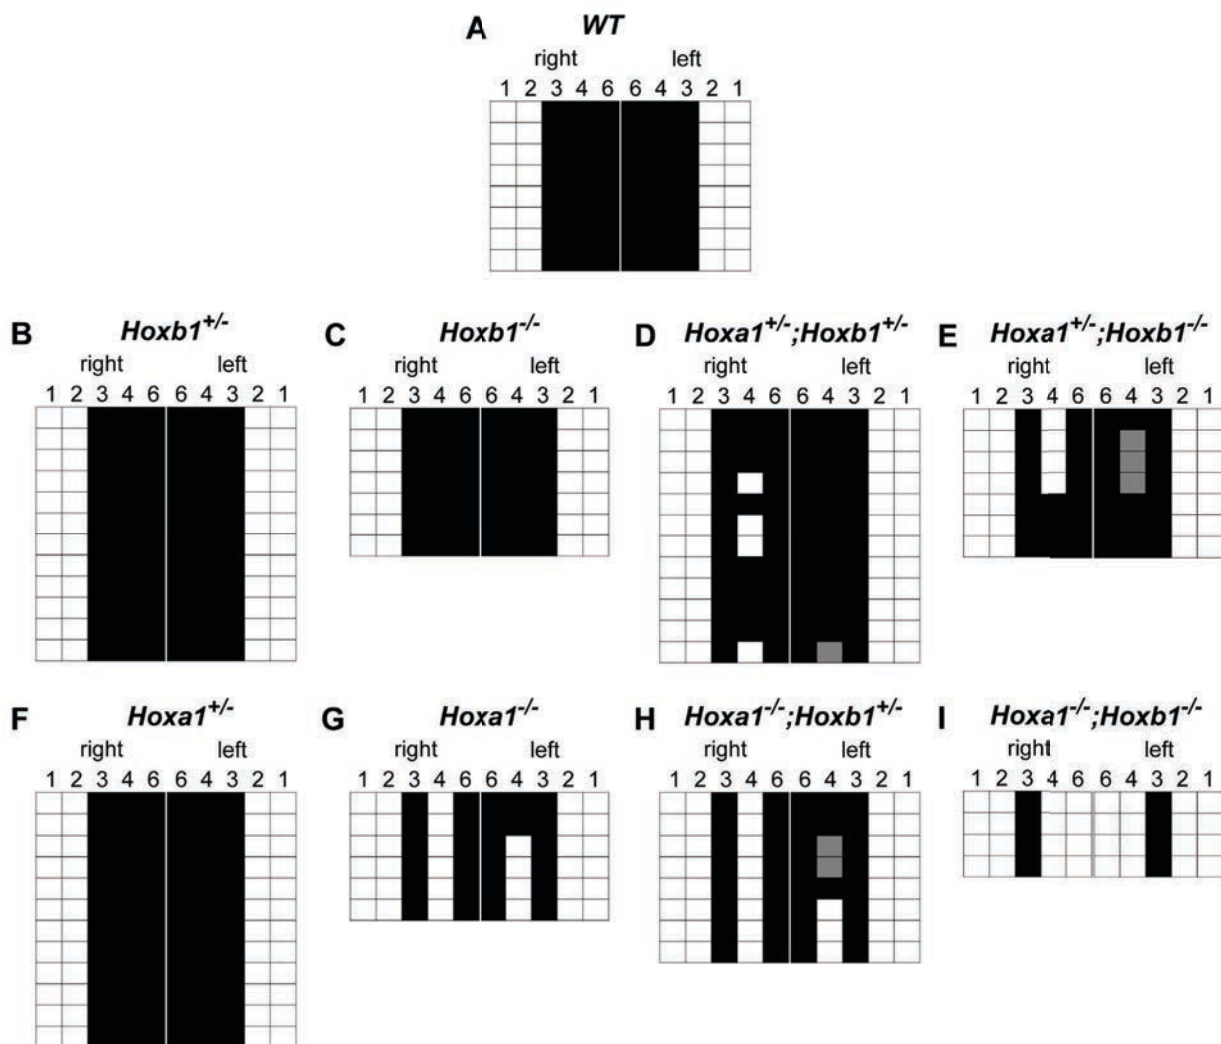 A WT
right left
1 2 3 4 6 6 4 3 2 1
B Hoxb1+/-
right left
1 2 3 4 6 6 4 3 2 1
C Hoxb1-/-
right left
1 2 3 4 6 6 4 3 2 1
D Hoxa1+/-;Hoxb1+/-
right left
1 2 3 4 6 6 4 3 2 1
E Hoxa1+/-;Hoxb1-/-
right left
1 2 3 4 6 6 4 3 2 1
F Hoxa1+/-
right left
1 2 3 4 6 6 4 3 2 1
G Hoxa1-/-
right left
1 2 3 4 6 6 4 3 2 1
H Hoxa1-/-;Hoxb1+/-
right left
1 2 3 4 6 6 4 3 2 1
I Hoxa1-/-;Hoxb1-/-
right left
1 2 3 4 6 6 4 3 2 1